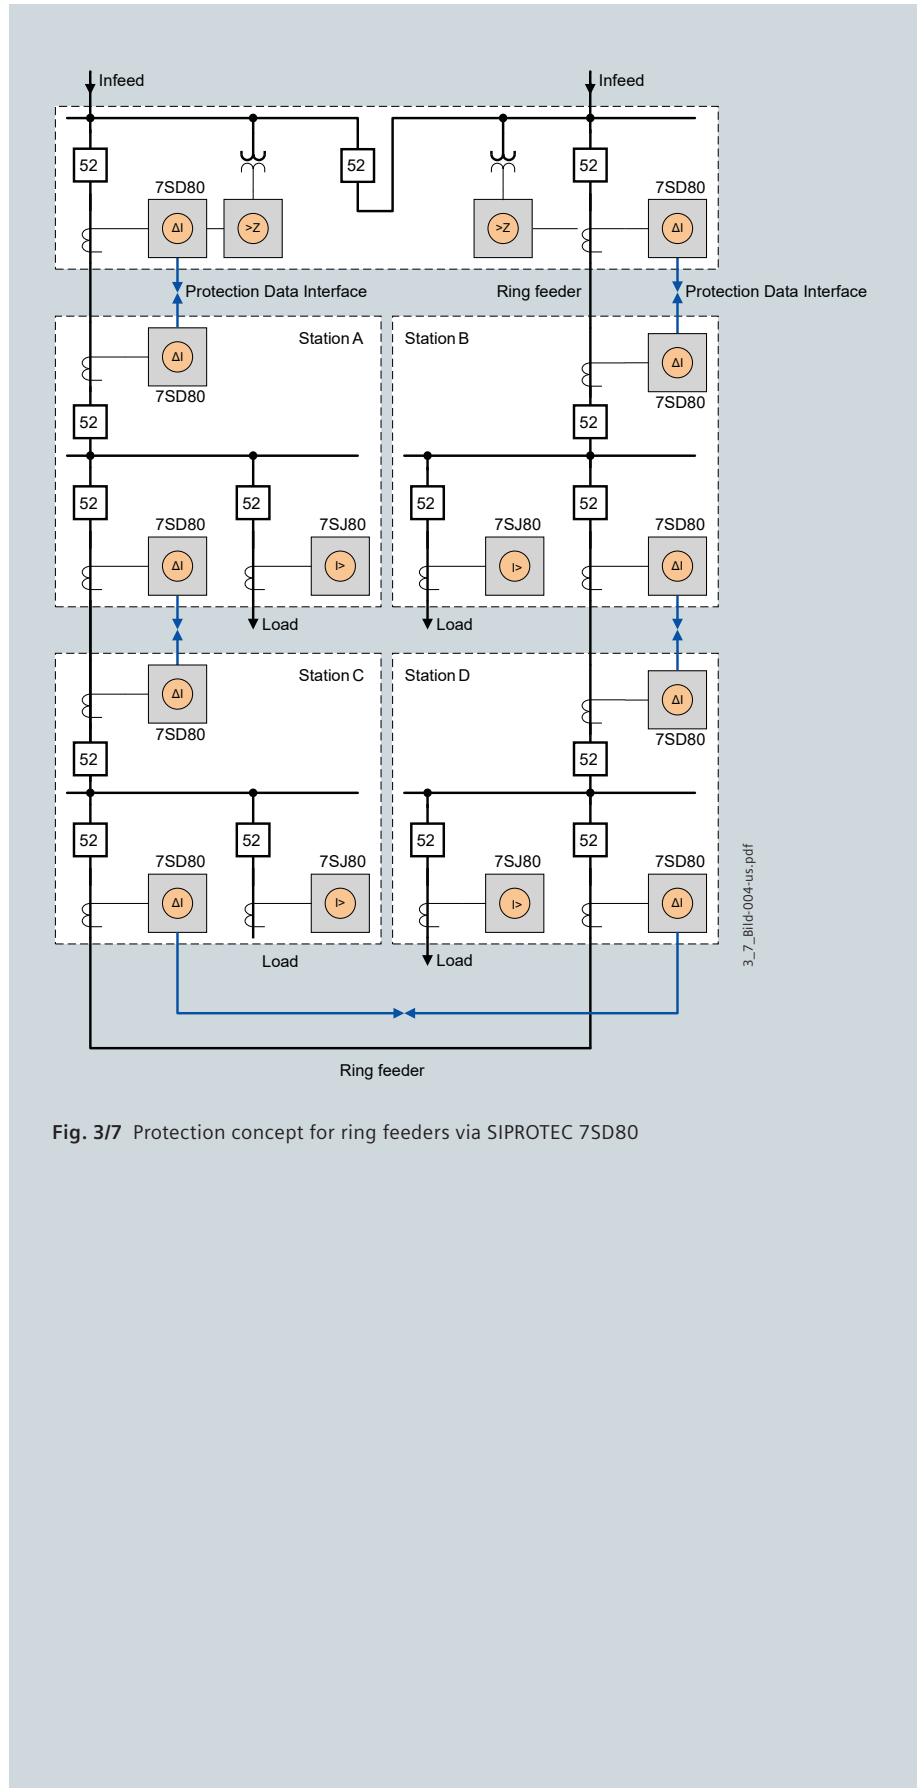 Infeed
Infeed
52
52
52
7SD80
7SD80
ΔI
>Z
>Z
ΔI
Protection Data Interface
Ring feeder
Protection Data Interface
Station A
Station B
ΔI
ΔI
7SD80
7SD80
52
52
52
52
52
52
7SD80
7SJ80
7SJ80
7SD80
ΔI
I>
I>
ΔI
Load
Load
Station C
Station D
ΔI
ΔI
7SD80
7SD80
52
52
52
52
52
52
7SD80
7SJ80
7SJ80
7SD80
ΔI
I>
I>
ΔI
Load
Load
3_7_Bild-004-us.pdf
Ring feeder
Fig. 3/7 Protection concept for ring feeders via SIPROTEC 7SD80